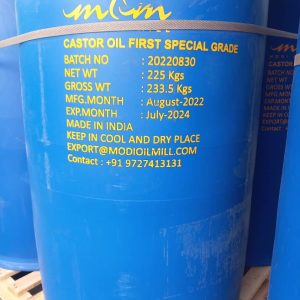 mcm
CASTOR OIL FIRST SPECIAL GRADE
BATCH NO : 20220830
NET WT : 225 Kgs
GROSS WT : 233.5 Kgs
MFG.MONTH : August-2022
EXP.MONTH : July-2024
MADE IN INDIA
KEEP IN COOL AND DRY PLACE
EXPORT@MODIOILMILL.COM
Contact : +91 9727413131